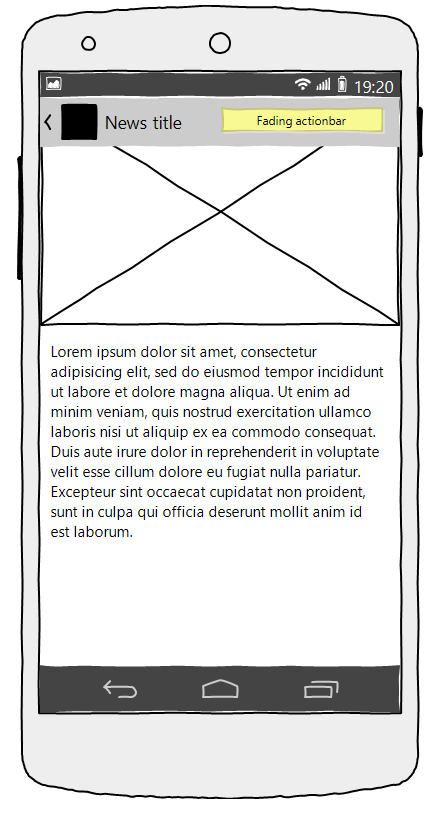 19:20
News title
Fading actionbar
Lorem ipsum dolor sit amet, consectetur
adipisicing elit, sed do eiusmod tempor incididunt
ut labore et dolore magna aliqua. Ut enim ad
minim veniam, quis nostrud exercitation ullamco
laboris nisi ut aliquip ex ea commodo consequat.
Duis aute irure dolor in reprehenderit in voluptate
velit esse cillum dolore eu fugiat nulla pariatur.
Excepteur sint occaecat cupidatat non proident,
sunt in culpa qui officia deserunt mollit anim id
est laborum.